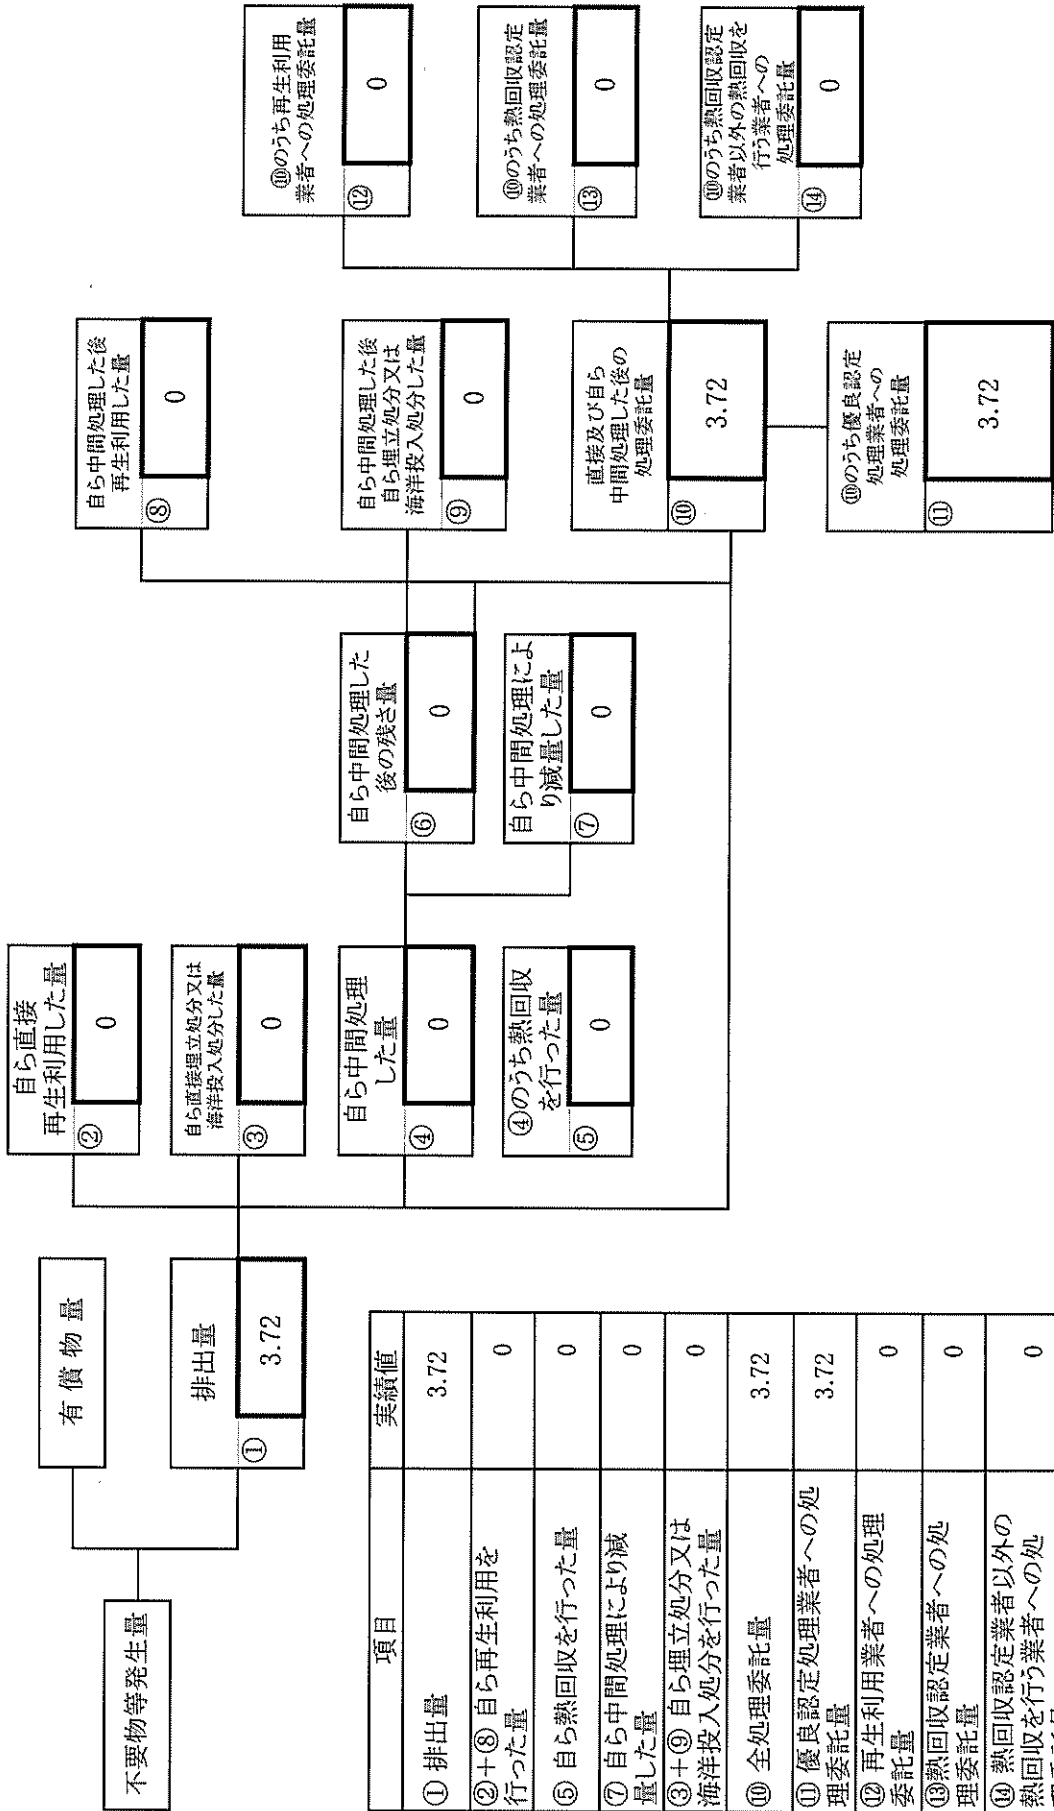 不要物等発生量
有償物量
排出量
①
3.72
自ら直接
再生利用した量
②
0
自ら直接埋立処分又は
海洋投入処分した量
③
0
自ら中間処理
した量
④
0
④のうち熱回収
を行った量
⑤
0
自ら中間処理した
後の残さ量
⑥
0
自ら中間処理によ
り減量した量
⑦
0
自ら中間処理した後
再生利用した量
⑧
0
自ら中間処理した後
自ら埋立処分又は
海洋投入処分した量
⑨
0
直接及び自ら
中間処理した後の
処理委託量
⑩
3.72
⑩のうち優良認定
処理業者への
処理委託量
⑪
3.72
⑩のうち再生利用
業者への処理委託量
⑫
0
⑩のうち熱回収認定
業者への処理委託量
⑬
0
⑩のうち熱回収認定
業者以外の熱回収を
行う業者への
処理委託量
⑭
0
項目 実績値
①排出量 3.72
②+⑧自ら再生利用を
行った量 0
⑤自ら熱回収を行った量 0
⑦自ら中間処理により減
量した量 0
③+⑨自ら埋立処分又は
海洋投入処分を行った量 0
⑩全処理委託量 3.72
⑪優良認定処理業者への処
理委託量 3.72
⑫再生利用業者への処理
委託量 0
⑬熱回収認定業者への処
理委託量 0
⑭熱回収認定業者以外の
熱回収を行う業者への処 0